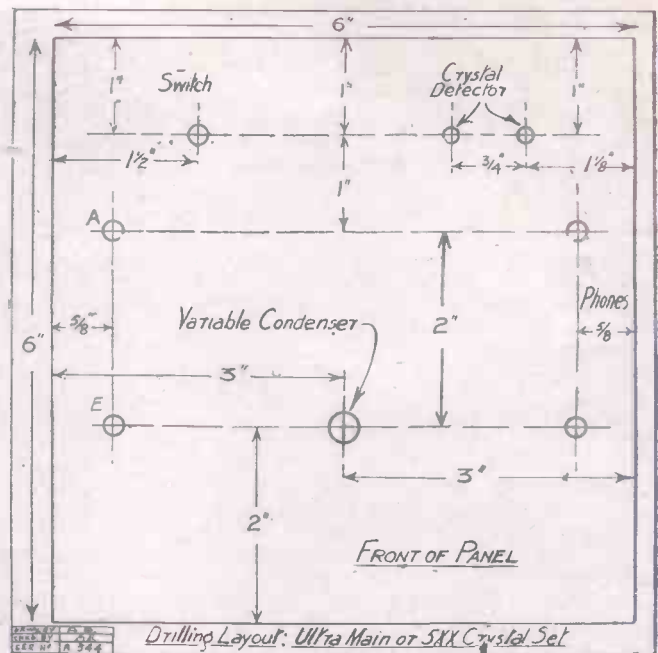 6"
1"
Switch
1"
Crystal
Detector
1"
1½"
¾"
1⅛"
1"
A
6"
⅝"
Variable Condenser
2"
Phones
⅝
3"
E
3"
2"
FRONT OF PANEL
Drilling Layout: Ultra Main or 5XX Crystal Set